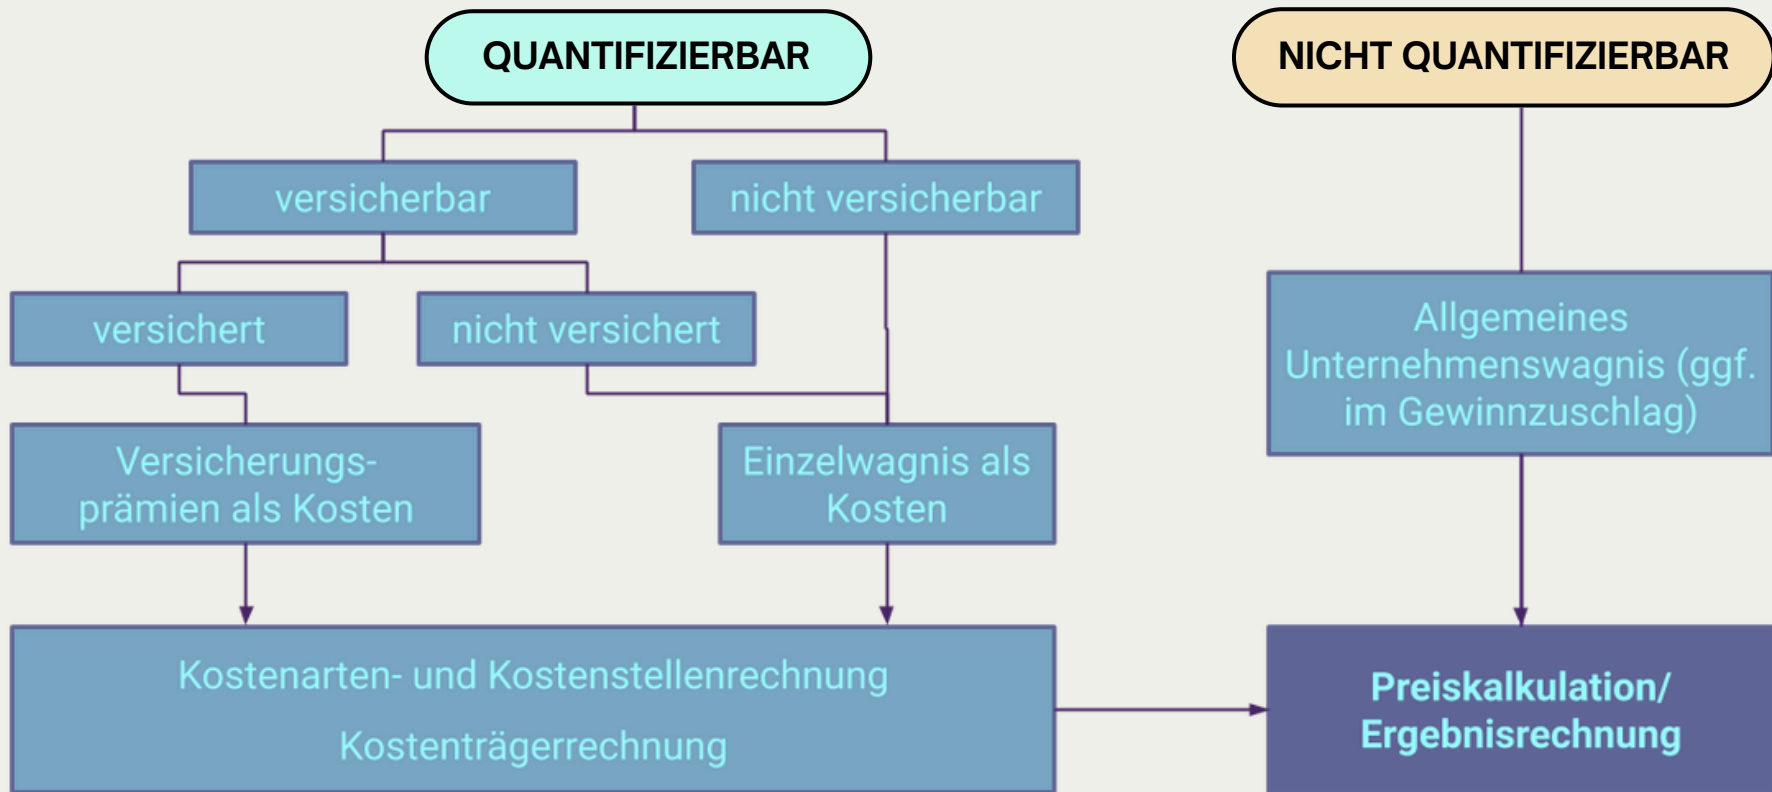 QUANTIFIZIERBAR
NICHT QUANTIFIZIERBAR
versicherbar
nicht versicherbar
versichert
nicht versichert
Allgemeines
Unternehmenswagnis (ggf.
im Gewinnzuschlag)
Versicherungs-
prämien als Kosten
Einzelwagnis als
Kosten
Kostenarten- und Kostenstellenrechnung
Kostenträgerrechnung
Preiskalkulation/
Ergebnisrechnung